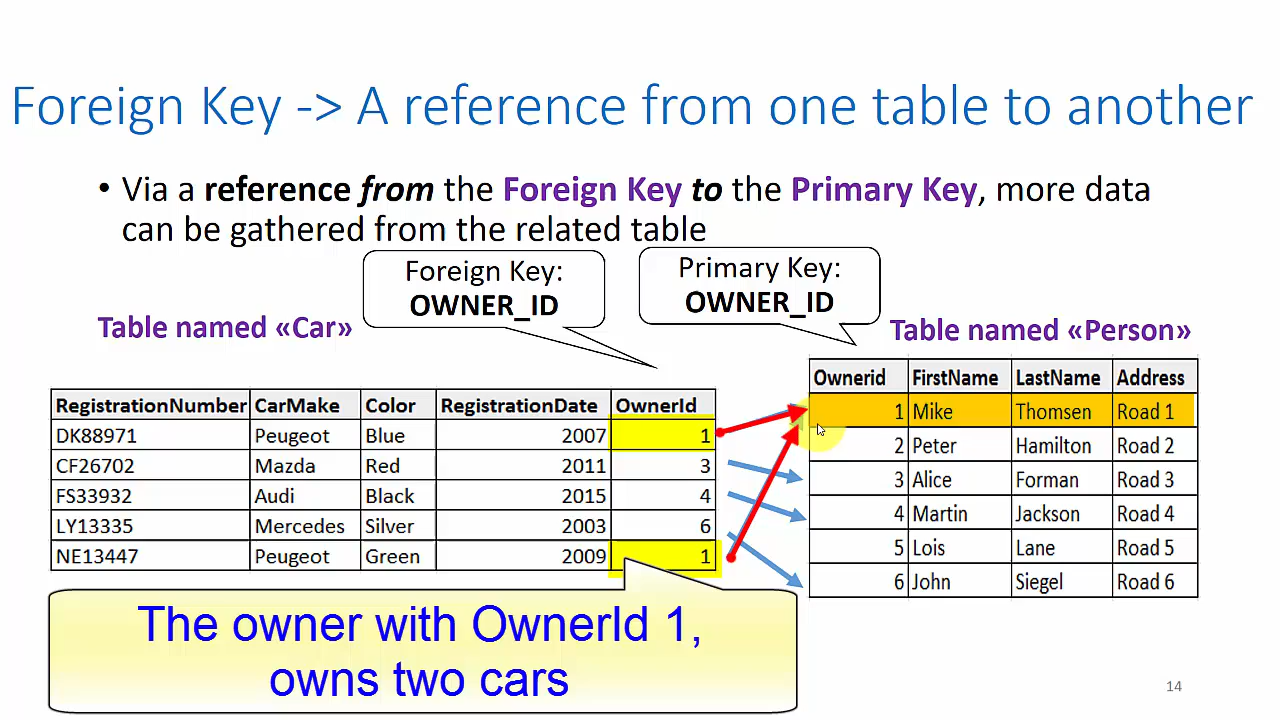 Foreign Key -> A reference from one table to another
• Via a reference from the Foreign Key to the Primary Key, more data
can be gathered from the related table
Foreign Key:
OWNER_ID
Primary Key:
OWNER_ID
Table named «Car»
Table named «Person»
RegistrationNumber CarMake Color RegistrationDate OwnerId
DK88971 Peugeot Blue 2007 1
CF26702 Mazda Red 2011 3
FS33932 Audi Black 2015 4
LY13335 Mercedes Silver 2003 6
NE13447 Peugeot Green 2009 1
Ownerid FirstName LastName Address
1 Mike Thomsen Road 1
2 Peter Hamilton Road 2
3 Alice Forman Road 3
4 Martin Jackson Road 4
5 Lois Lane Road 5
6 John Siegel Road 6
The owner with OwnerId 1,
owns two cars
14